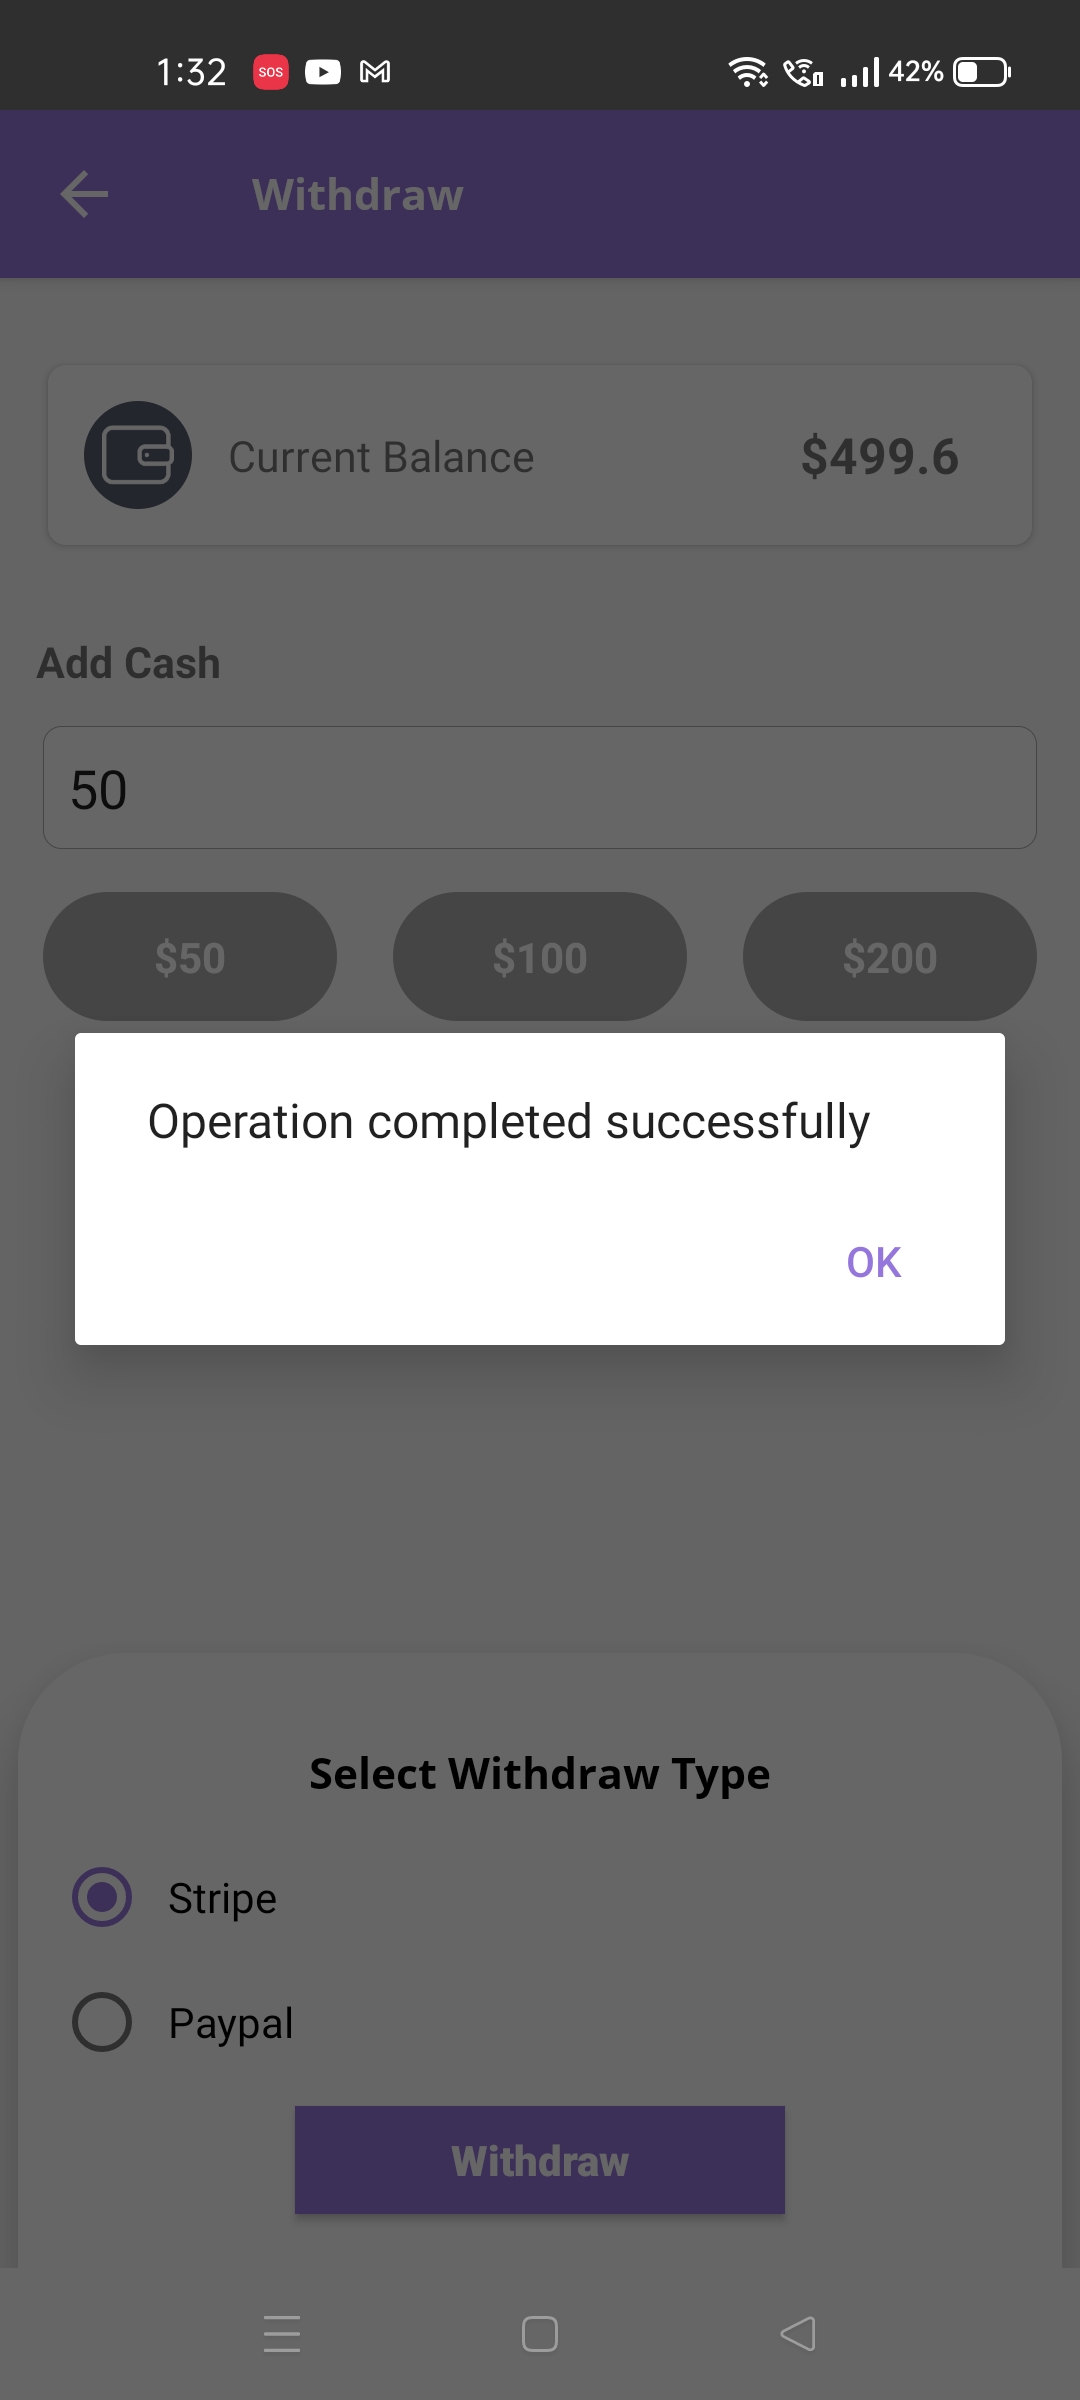 1:32 SOS 42%
Withdraw
Current Balance $499.6
Add Cash
50
$50 $100 $200
Operation completed successfully
OK
Select Withdraw Type
Stripe
Paypal
Withdraw